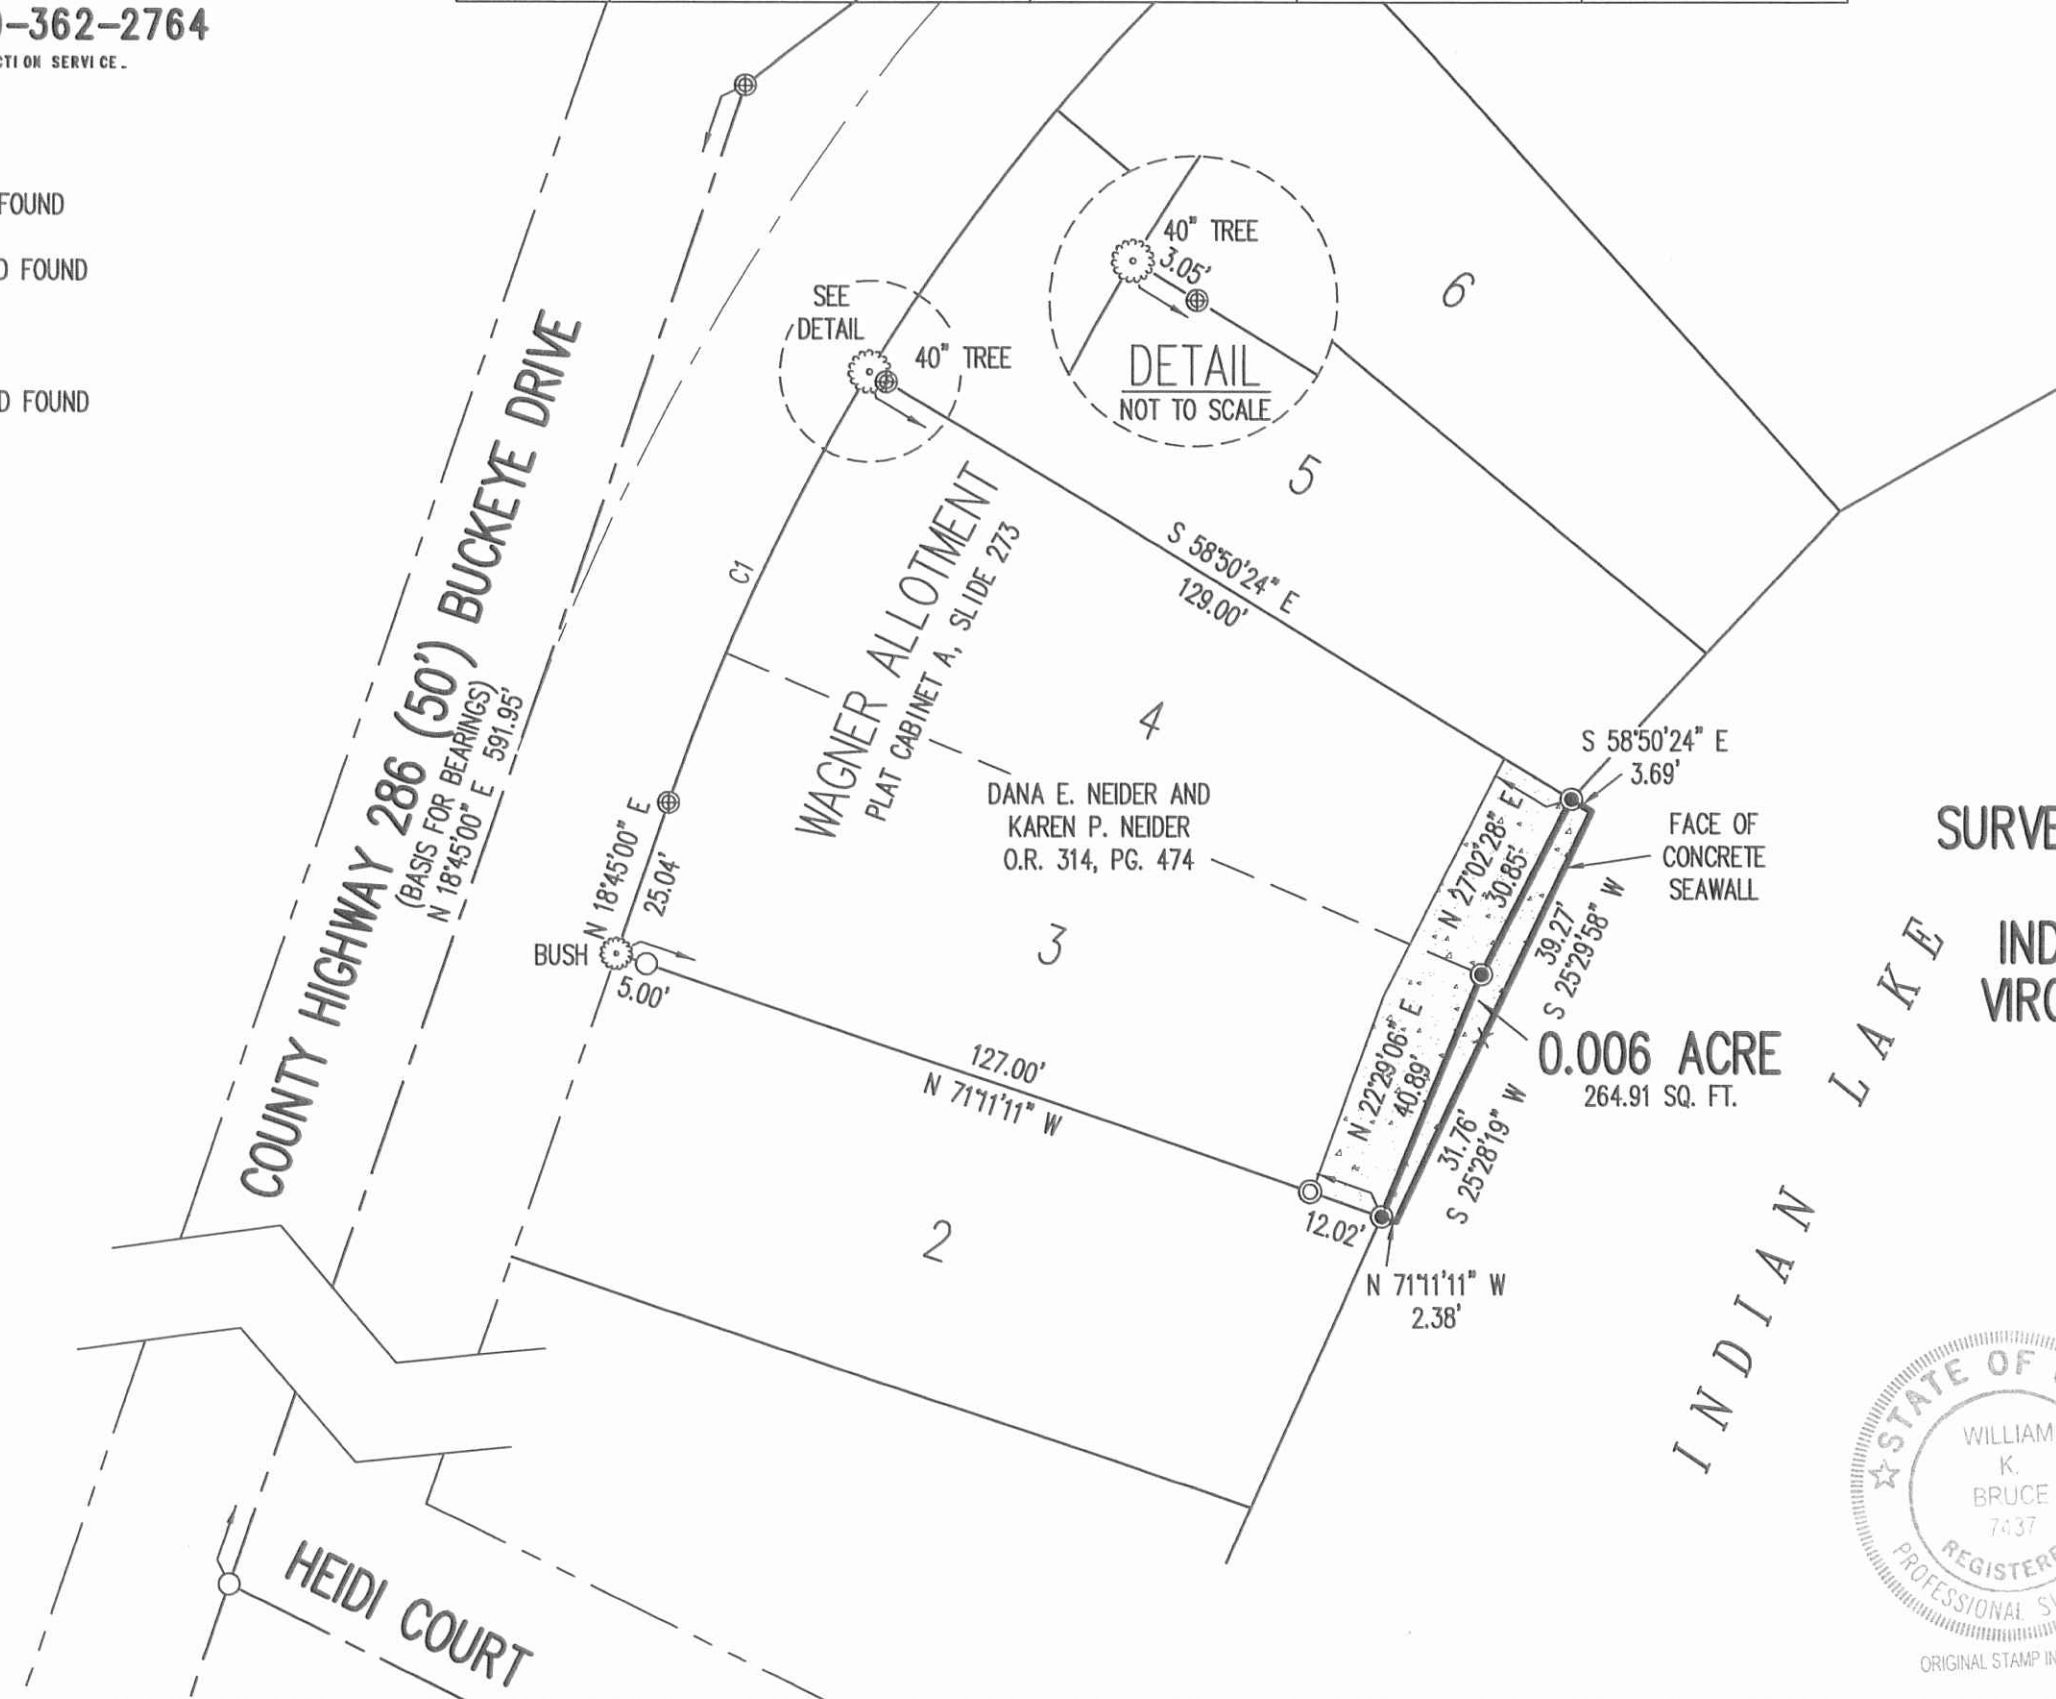 -362-2764
CTION SERVICE.
FOUND
D FOUND
D FOUND
COUNTY HIGHWAY 286 (50') BUCKEYE DRIVE
(BASIS FOR BEARINGS)
N 18°45'00" E 591.95'
SEE
DETAIL
40" TREE
40" TREE
3.05'
DETAIL
NOT TO SCALE
6
5
C1
WAGNER ALLOTMENT
PLAT CABINET A, SLIDE 273
S 58°50'24" E
129.00'
4
DANA E. NEIDER AND
KAREN P. NEIDER
O.R. 314, PG. 474
S 58°50'24" E
3.69'
FACE OF
CONCRETE
SEAWALL
N 27°02'28" E
30.85'
39.27'
S 25°29'58" W
N 18°45'00" E
25.04'
BUSH
5.00'
3
127.00'
N 71°11'11" W
N 22°29'06" E
40.89'
0.006 ACRE
264.91 SQ. FT.
31.76'
S 25°28'19" W
12.02'
N 71°11'11" W
2.38'
2
INDIAN LAKE
SURVE
IND
VIRG
HEIDI COURT
STATE OF
WILLIAM
K.
BRUCE
7437
REGISTERE
PROFESSIONAL S
ORIGINAL STAMP IN